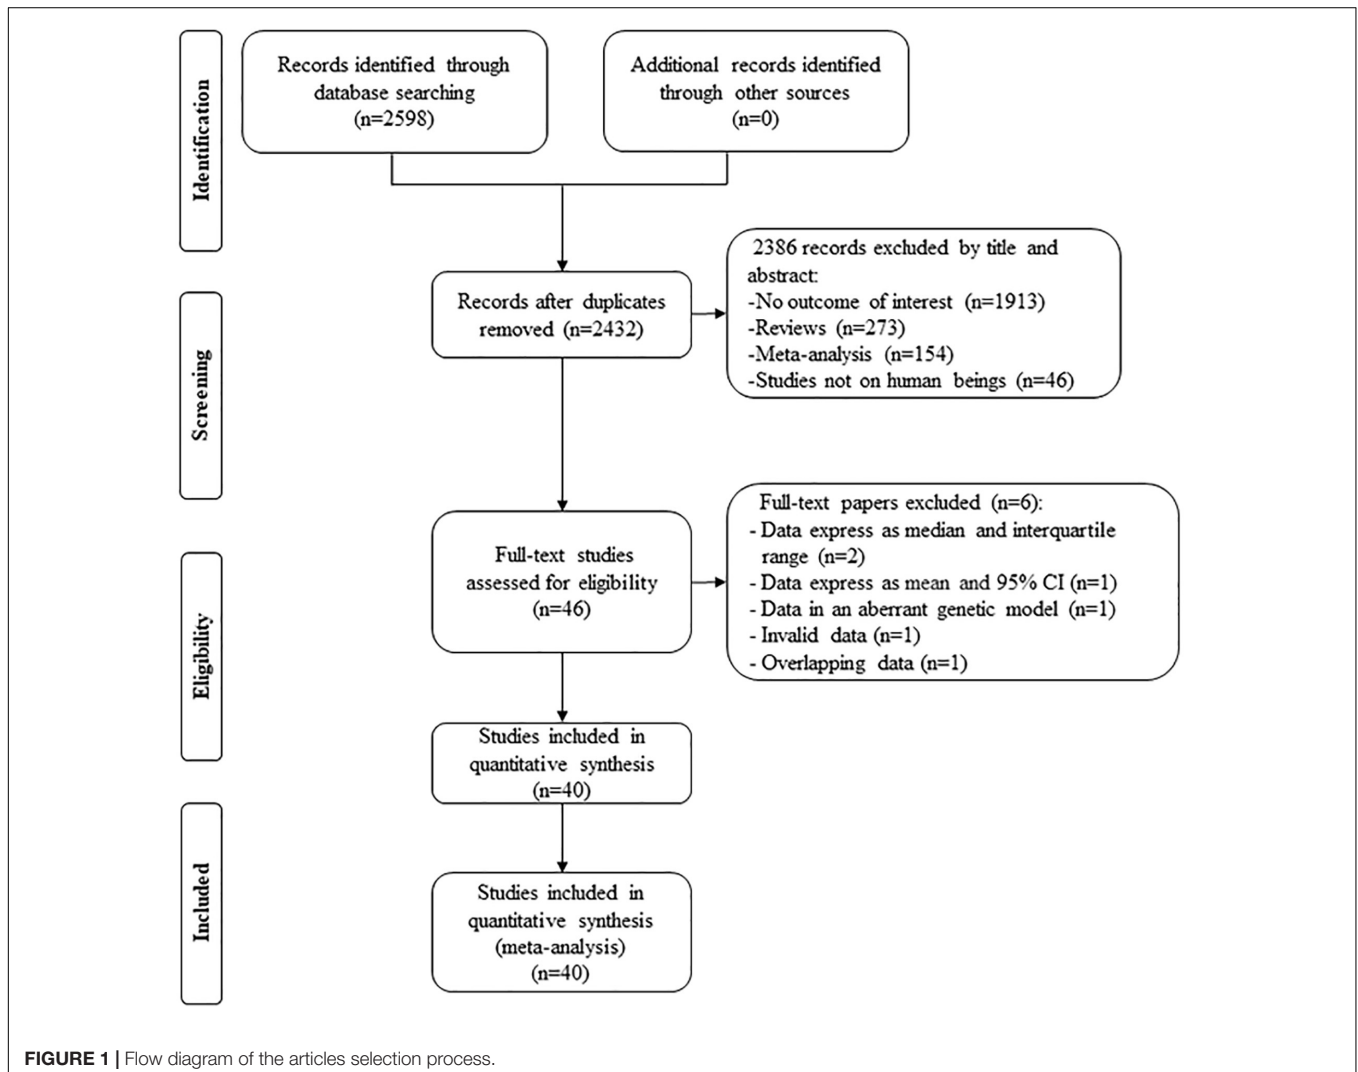 Identification
Records identified through
database searching
(n=2598)
Additional records identified
through other sources
(n=0)
Screening
Records after duplicates
removed (n=2432)
2386 records excluded by title and
abstract:
-No outcome of interest (n=1913)
-Reviews (n=273)
-Meta-analysis (n=154)
-Studies not on human beings (n=46)
Eligibility
Full-text studies
assessed for eligibility
(n=46)
Full-text papers excluded (n=6):
- Data express as median and interquartile
range (n=2)
- Data express as mean and 95% CI (n=1)
- Data in an aberrant genetic model (n=1)
- Invalid data (n=1)
- Overlapping data (n=1)
Studies included in
quantitative synthesis
(n=40)
Included
Studies included in
quantitative synthesis
(meta-analysis)
(n=40)
FIGURE 1 | Flow diagram of the articles selection process.